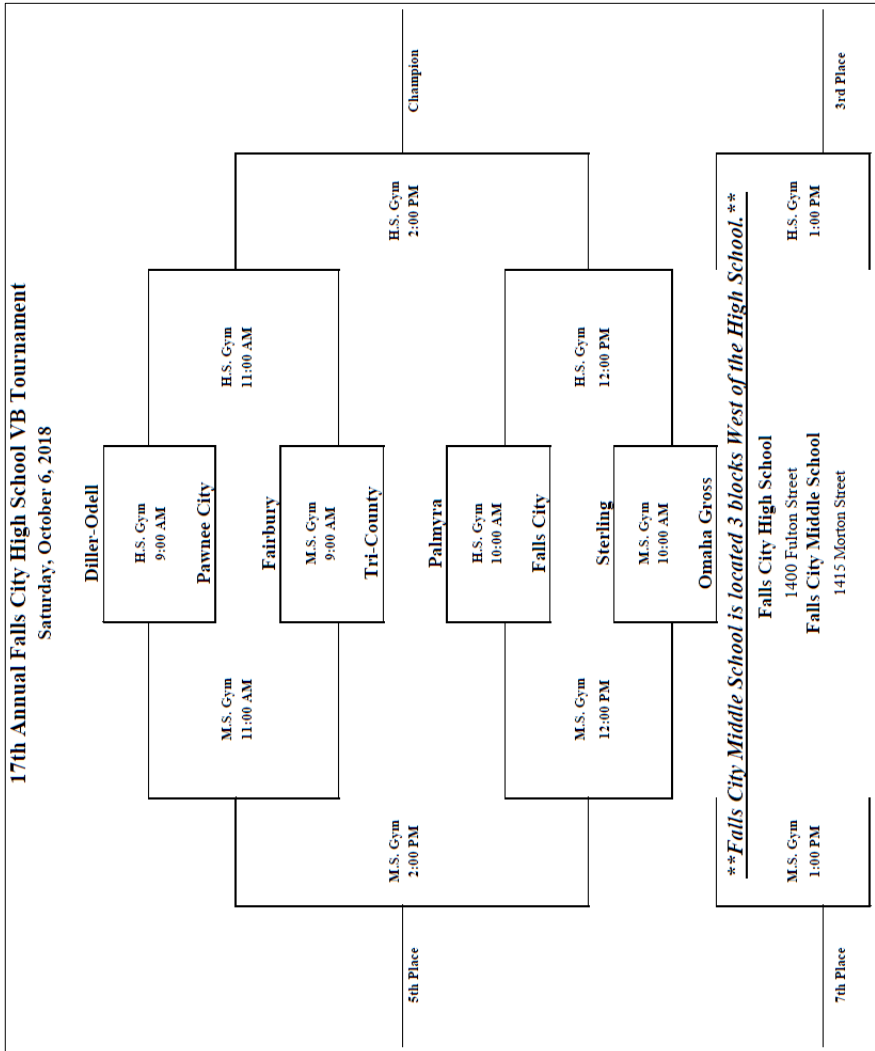 17th Annual Falls City High School VB Tournament
Saturday, October 6, 2018
Diller-Odell
H.S. Gym
9:00 AM
Pawnee City
M.S. Gym
11:00 AM
H.S. Gym
11:00 AM
Fairbury
M.S. Gym
9:00 AM
Tri-County
M.S. Gym
2:00 PM
H.S. Gym
2:00 PM
5th Place
Champion
Palmyra
H.S. Gym
10:00 AM
Falls City
M.S. Gym
12:00 PM
H.S. Gym
12:00 PM
Sterling
M.S. Gym
10:00 AM
Omaha Gross
**Falls City Middle School is located 3 blocks West of the High School.**
Falls City High School
1400 Fulton Street
Falls City Middle School
1415 Morton Street
M.S. Gym
1:00 PM
H.S. Gym
1:00 PM
7th Place
3rd Place